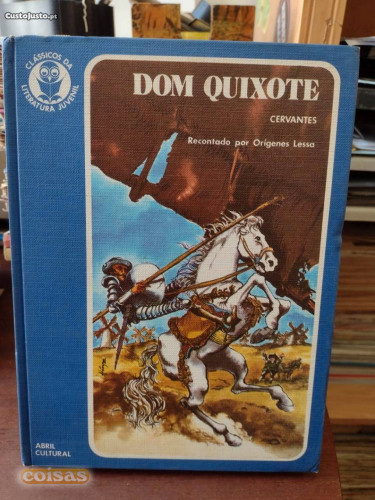 CustoJusto.pt
CLÁSSICOS DA
LITERATURA JUVENIL
DOM QUIXOTE
CERVANTES
Recontado por Orígenes Lessa
ABRIL
CULTURAL
coisas